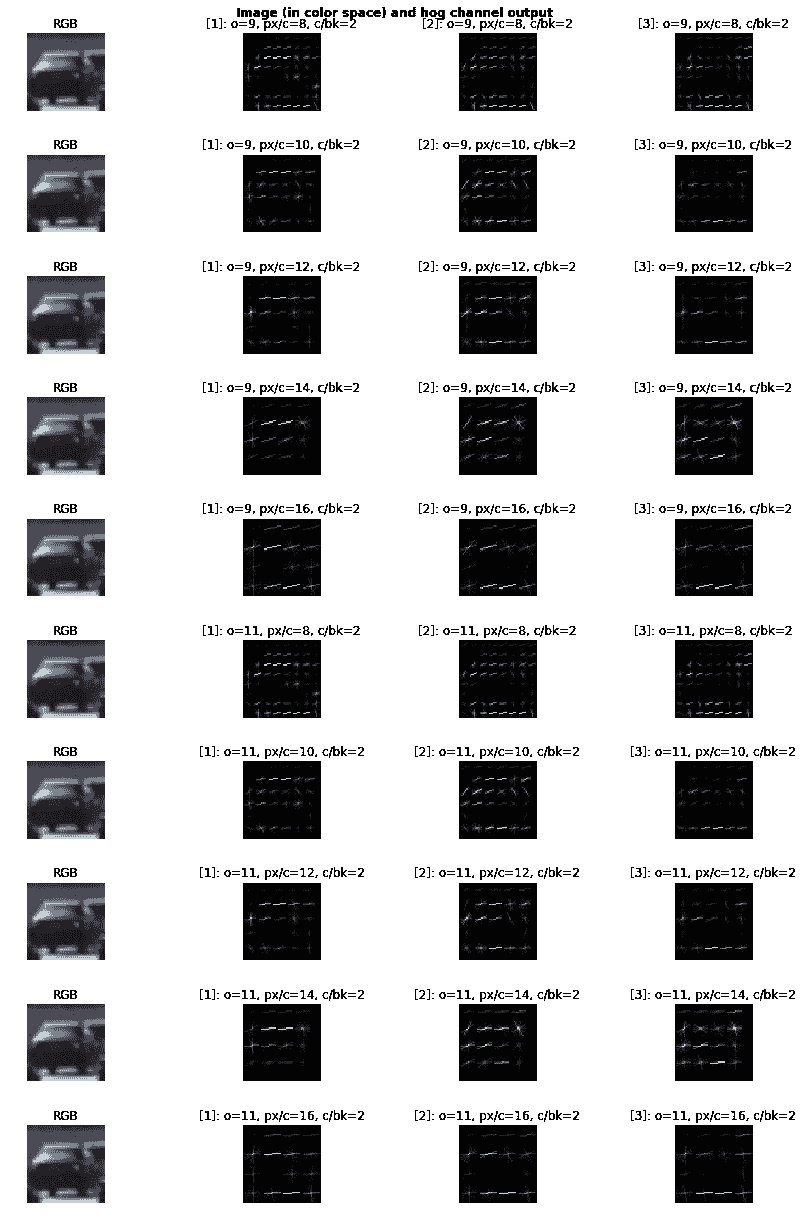 Image (in color space) and hog channel output
RGB [1]: o=9, px/c=8, c/bk=2 [2]: o=9, px/c=8, c/bk=2 [3]: o=9, px/c=8, c/bk=2
RGB [1]: o=9, px/c=10, c/bk=2 [2]: o=9, px/c=10, c/bk=2 [3]: o=9, px/c=10, c/bk=2
RGB [1]: o=9, px/c=12, c/bk=2 [2]: o=9, px/c=12, c/bk=2 [3]: o=9, px/c=12, c/bk=2
RGB [1]: o=9, px/c=14, c/bk=2 [2]: o=9, px/c=14, c/bk=2 [3]: o=9, px/c=14, c/bk=2
RGB [1]: o=9, px/c=16, c/bk=2 [2]: o=9, px/c=16, c/bk=2 [3]: o=9, px/c=16, c/bk=2
RGB [1]: o=11, px/c=8, c/bk=2 [2]: o=11, px/c=8, c/bk=2 [3]: o=11, px/c=8, c/bk=2
RGB [1]: o=11, px/c=10, c/bk=2 [2]: o=11, px/c=10, c/bk=2 [3]: o=11, px/c=10, c/bk=2
RGB [1]: o=11, px/c=12, c/bk=2 [2]: o=11, px/c=12, c/bk=2 [3]: o=11, px/c=12, c/bk=2
RGB [1]: o=11, px/c=14, c/bk=2 [2]: o=11, px/c=14, c/bk=2 [3]: o=11, px/c=14, c/bk=2
RGB [1]: o=11, px/c=16, c/bk=2 [2]: o=11, px/c=16, c/bk=2 [3]: o=11, px/c=16, c/bk=2